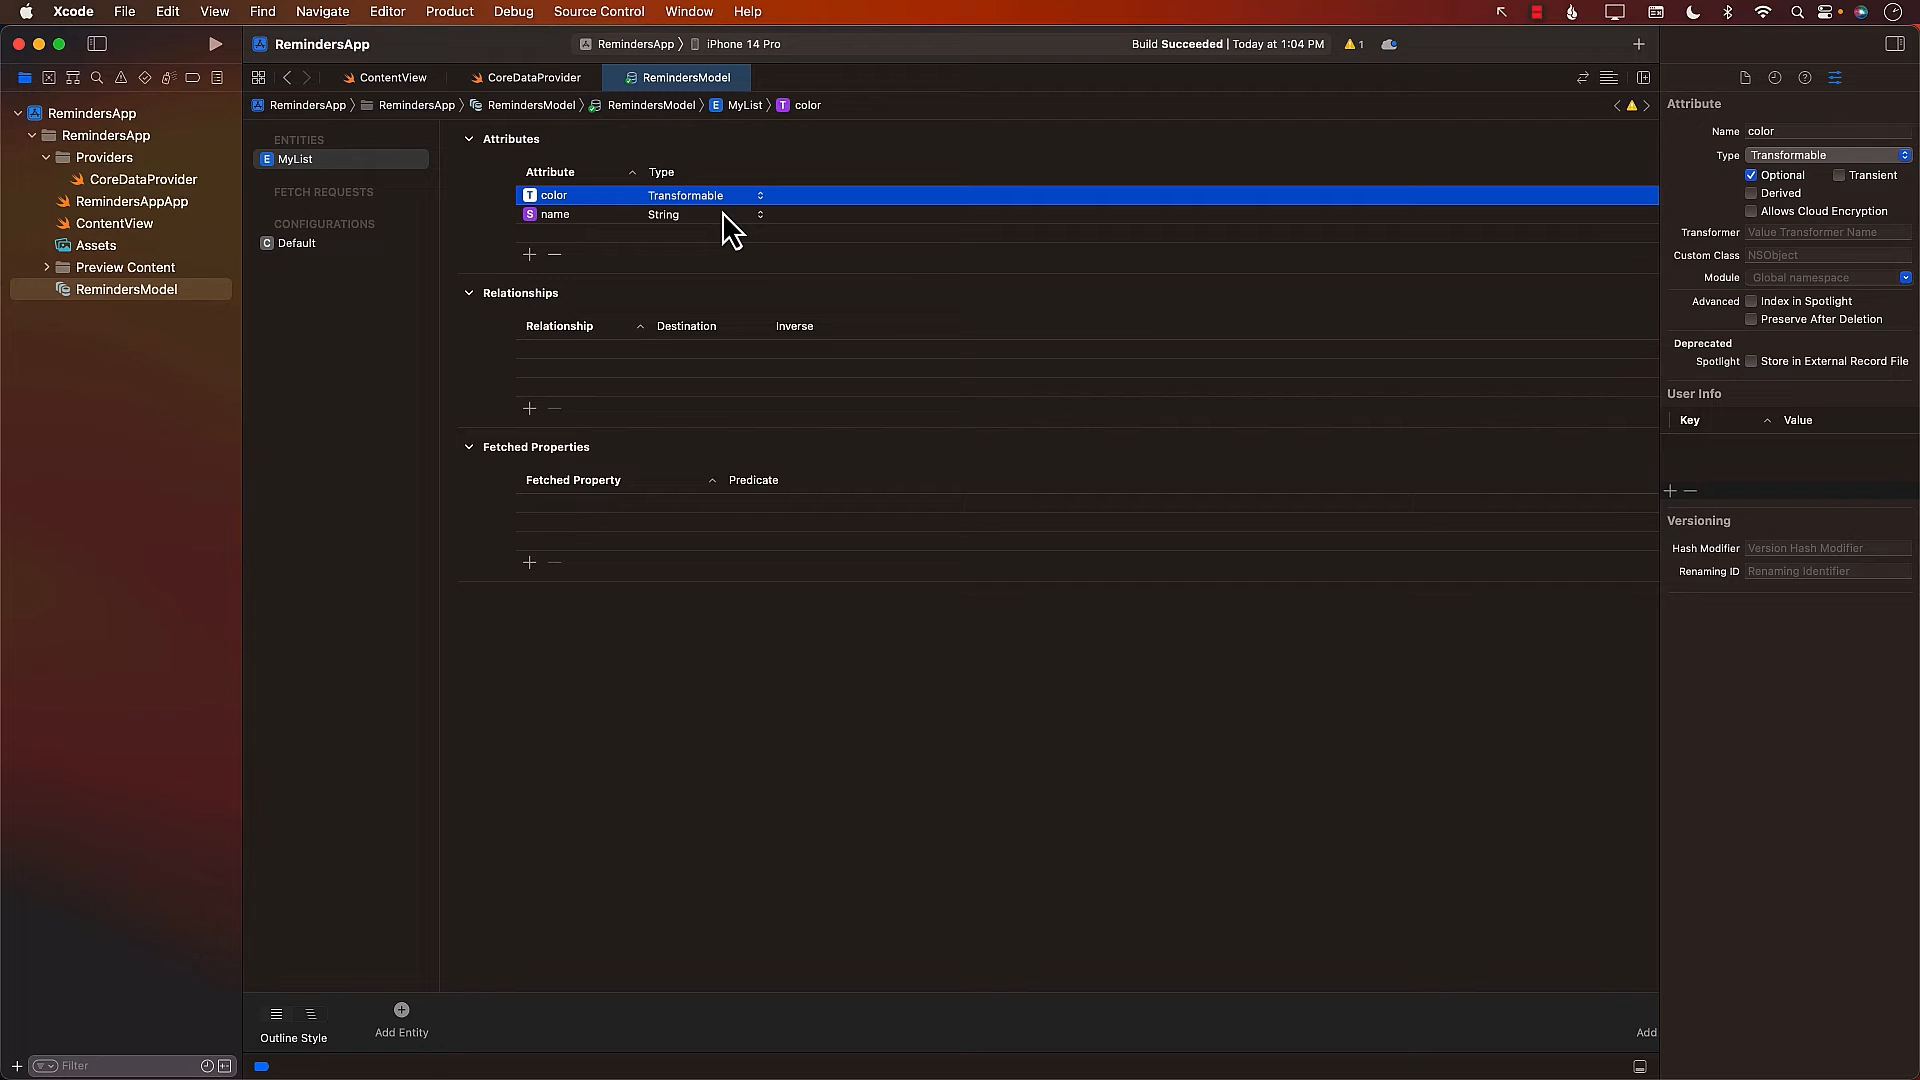 Xcode File Edit View Find Navigate Editor Product Debug Source Control Window Help
RemindersApp RemindersApp iPhone 14 Pro Build Succeeded | Today at 1:04 PM 1
ContentView CoreDataProvider RemindersModel
RemindersApp RemindersApp RemindersModel RemindersModel E MyList T color
RemindersApp
RemindersApp
Providers
CoreDataProvider
RemindersAppApp
ContentView
Assets
Preview Content
RemindersModel
Filter
ENTITIES
E MyList
FETCH REQUESTS
CONFIGURATIONS
C Default
Attributes
Attribute Type
T color Transformable
S name String
Relationships
Relationship Destination Inverse
Fetched Properties
Fetched Property Predicate
Outline Style
Add Entity
Add
Attribute
Name color
Type Transformable
Optional Transient
Derived
Allows Cloud Encryption
Transformer Value Transformer Name
Custom Class NSObject
Module Global namespace
Advanced Index in Spotlight
Preserve After Deletion
Deprecated
Spotlight Store in External Record File
User Info
Key Value
Versioning
Hash Modifier Version Hash Modifier
Renaming ID Renaming Identifier